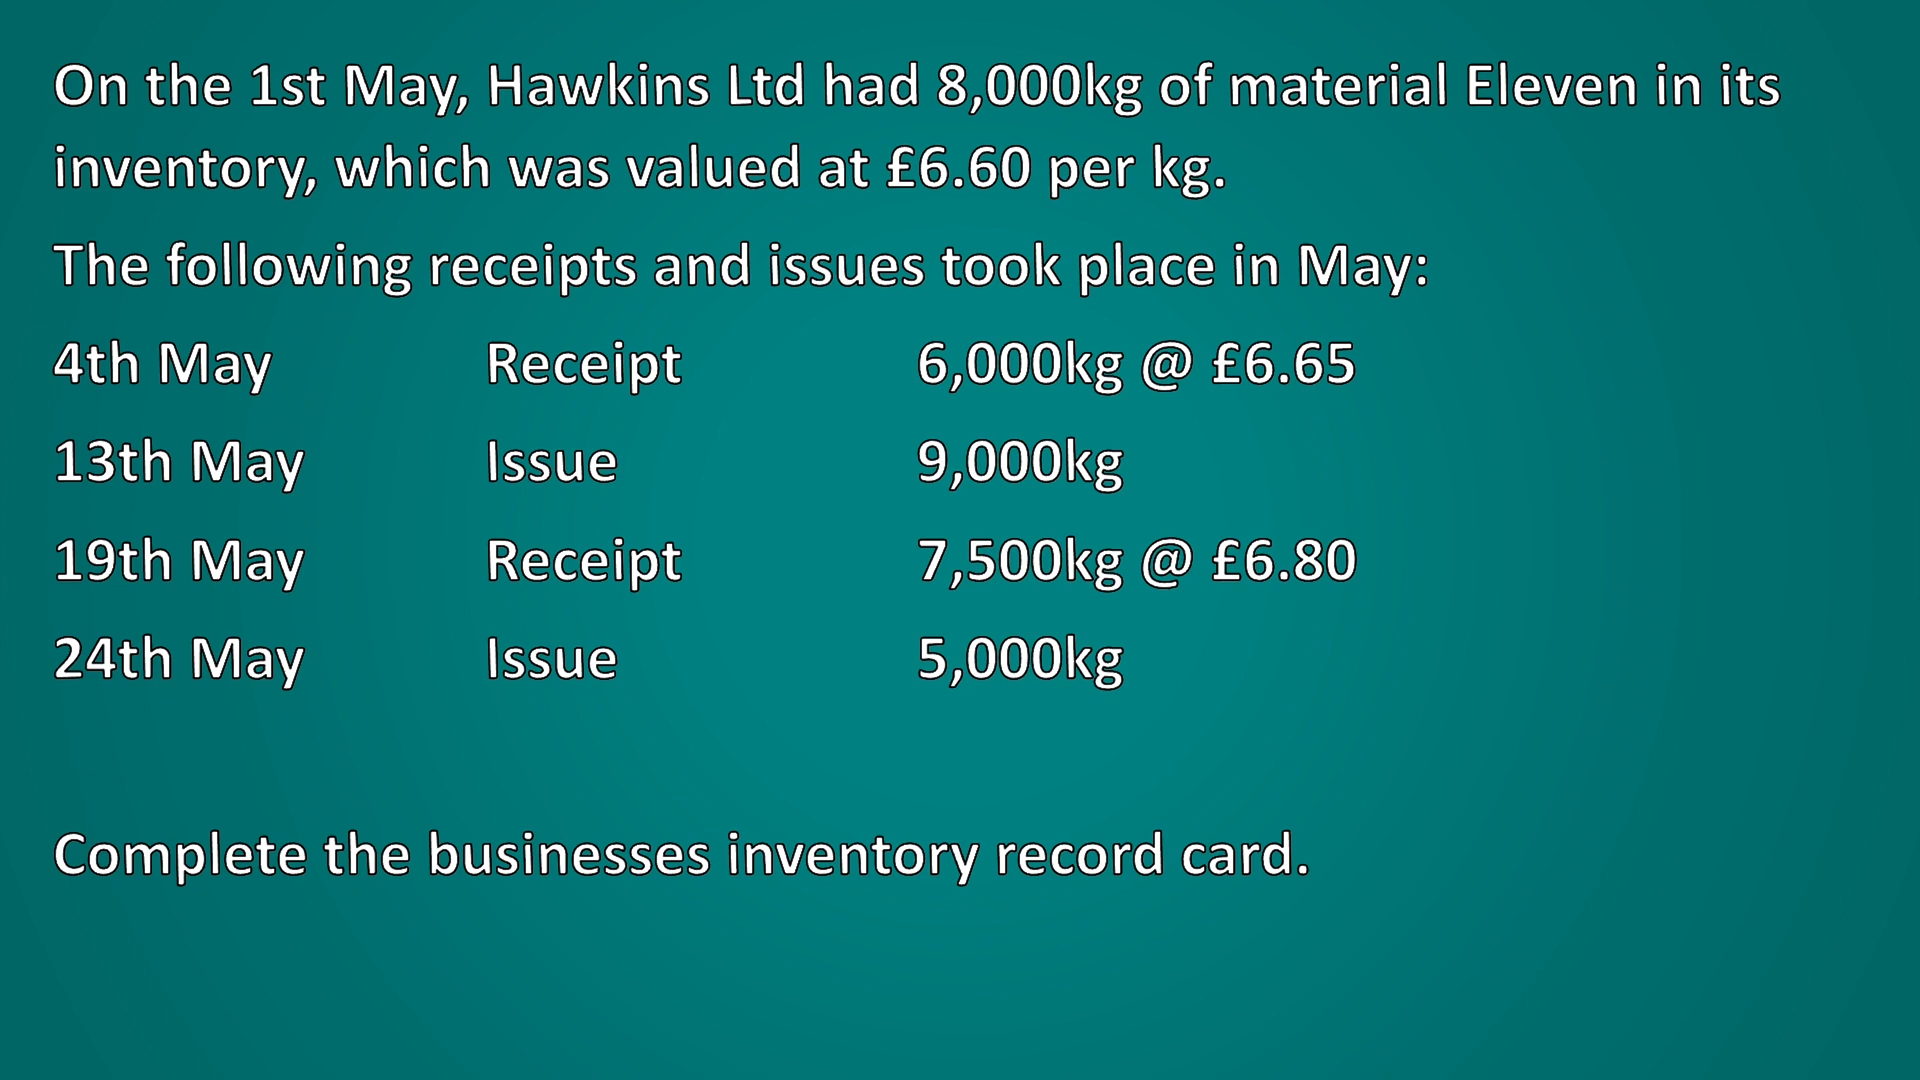 On the 1st May, Hawkins Ltd had 8,000kg of material Eleven in its
inventory, which was valued at £6.60 per kg.
The following receipts and issues took place in May:
4th May Receipt 6,000kg @ £6.65
13th May Issue 9,000kg
19th May Receipt 7,500kg @ £6.80
24th May Issue 5,000kg
Complete the businesses inventory record card.